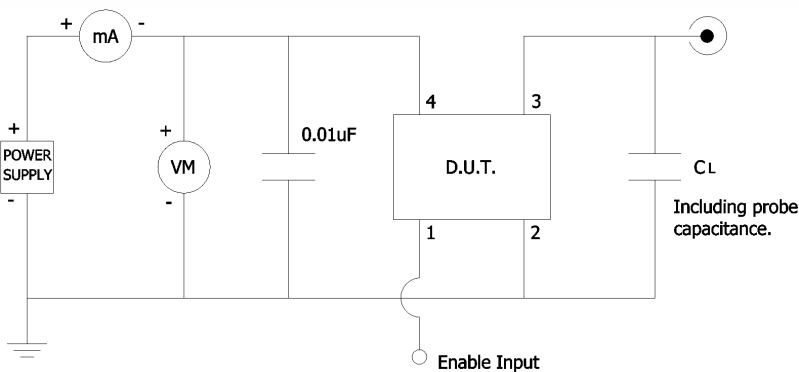 + mA -
4 3
+ + 0.01uF
POWER
SUPPLY
VM D.U.T. CL
- -
Including probe
capacitance.
1 2
Enable Input